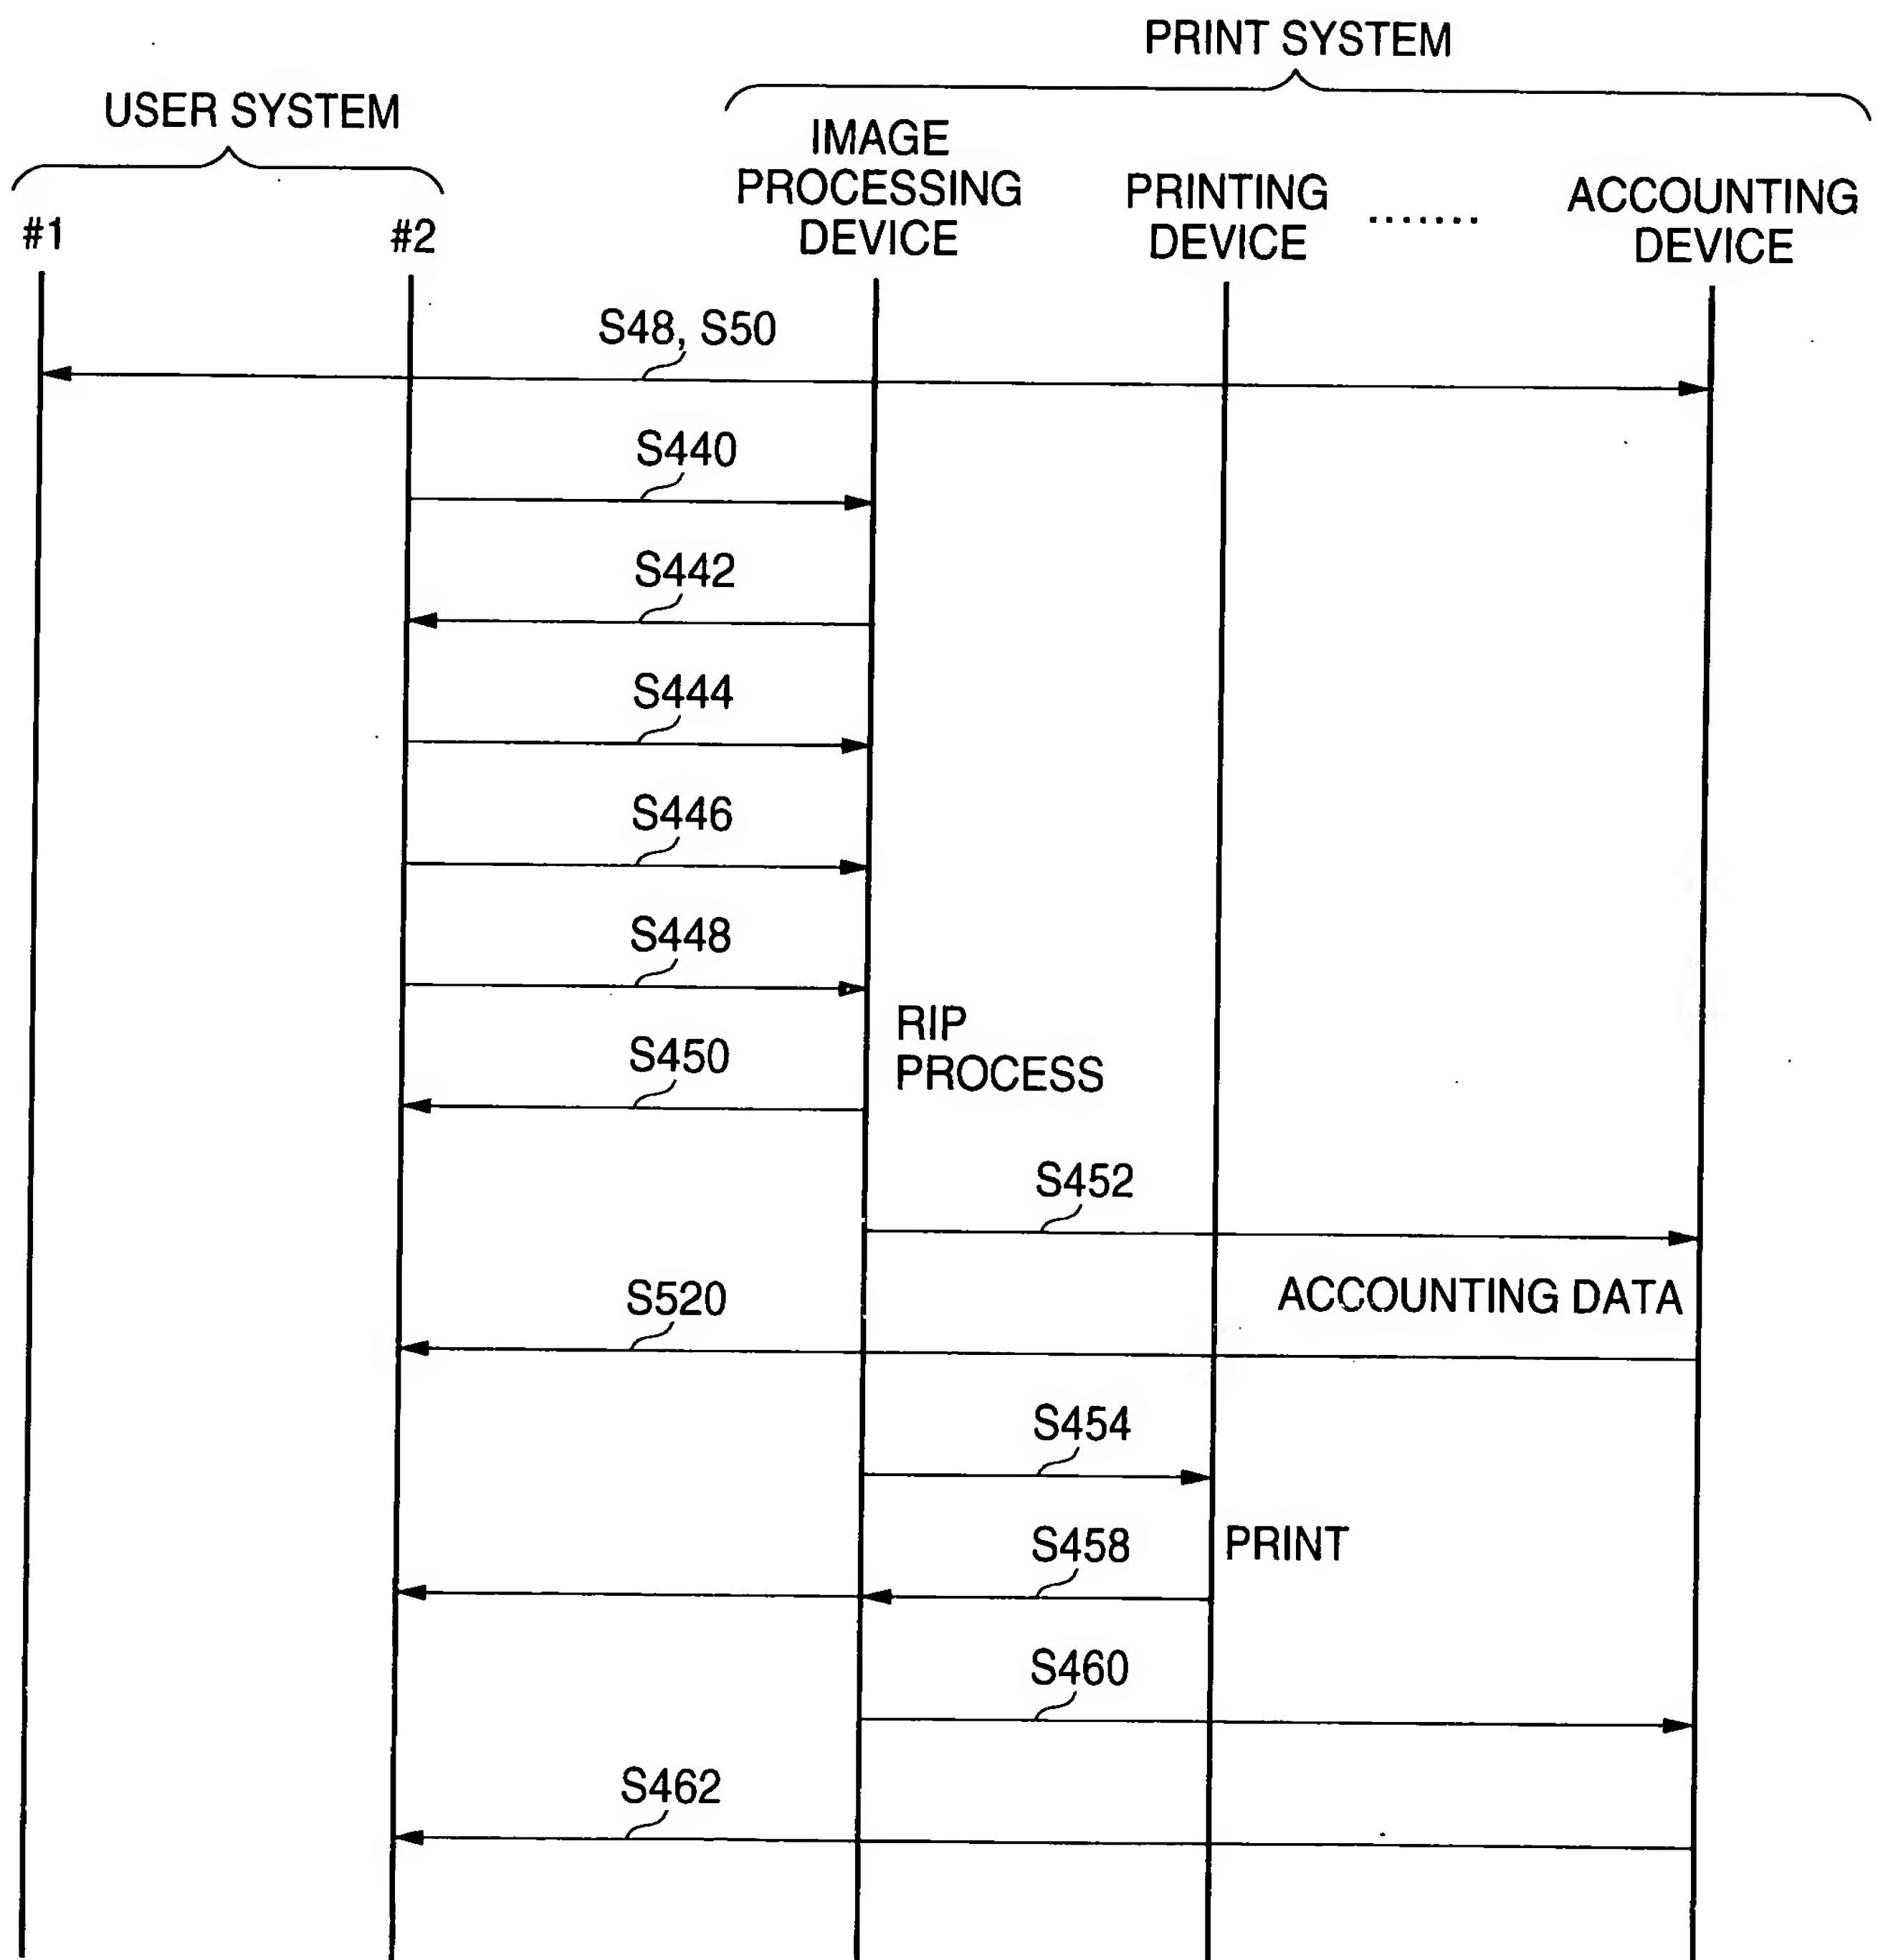 PRINT SYSTEM
USER SYSTEM
IMAGE
PROCESSING
DEVICE
PRINTING
DEVICE
.......
ACCOUNTING
DEVICE
#1
#2
S48, S50
S440
S442
S444
S446
S448
RIP
PROCESS
S450
S452
ACCOUNTING DATA
S520
S454
PRINT
S458
S460
S462